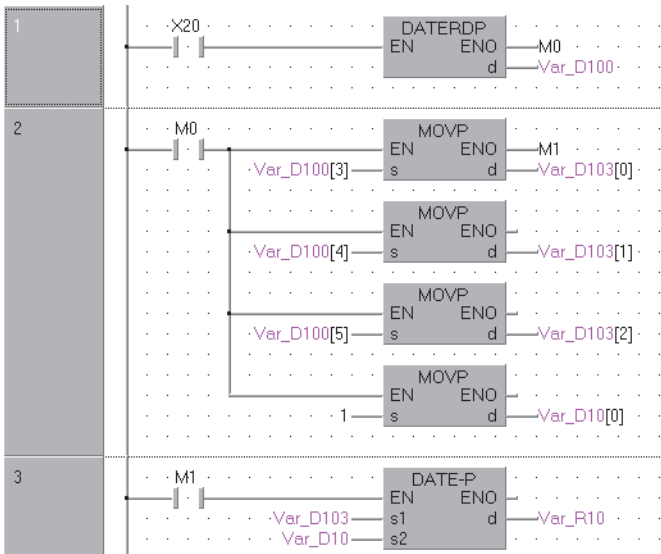 1
X20
DATERDP
EN ENO M0
d Var_D100
2
M0
MOVP
EN ENO M1
Var_D100[3] s d Var_D103[0]
MOVP
EN ENO
Var_D100[4] s d Var_D103[1]
MOVP
EN ENO
Var_D100[5] s d Var_D103[2]
MOVP
EN ENO
1 s d Var_D10[0]
3
M1
DATE-P
EN ENO
Var_D103 s1 d Var_R10
Var_D10 s2